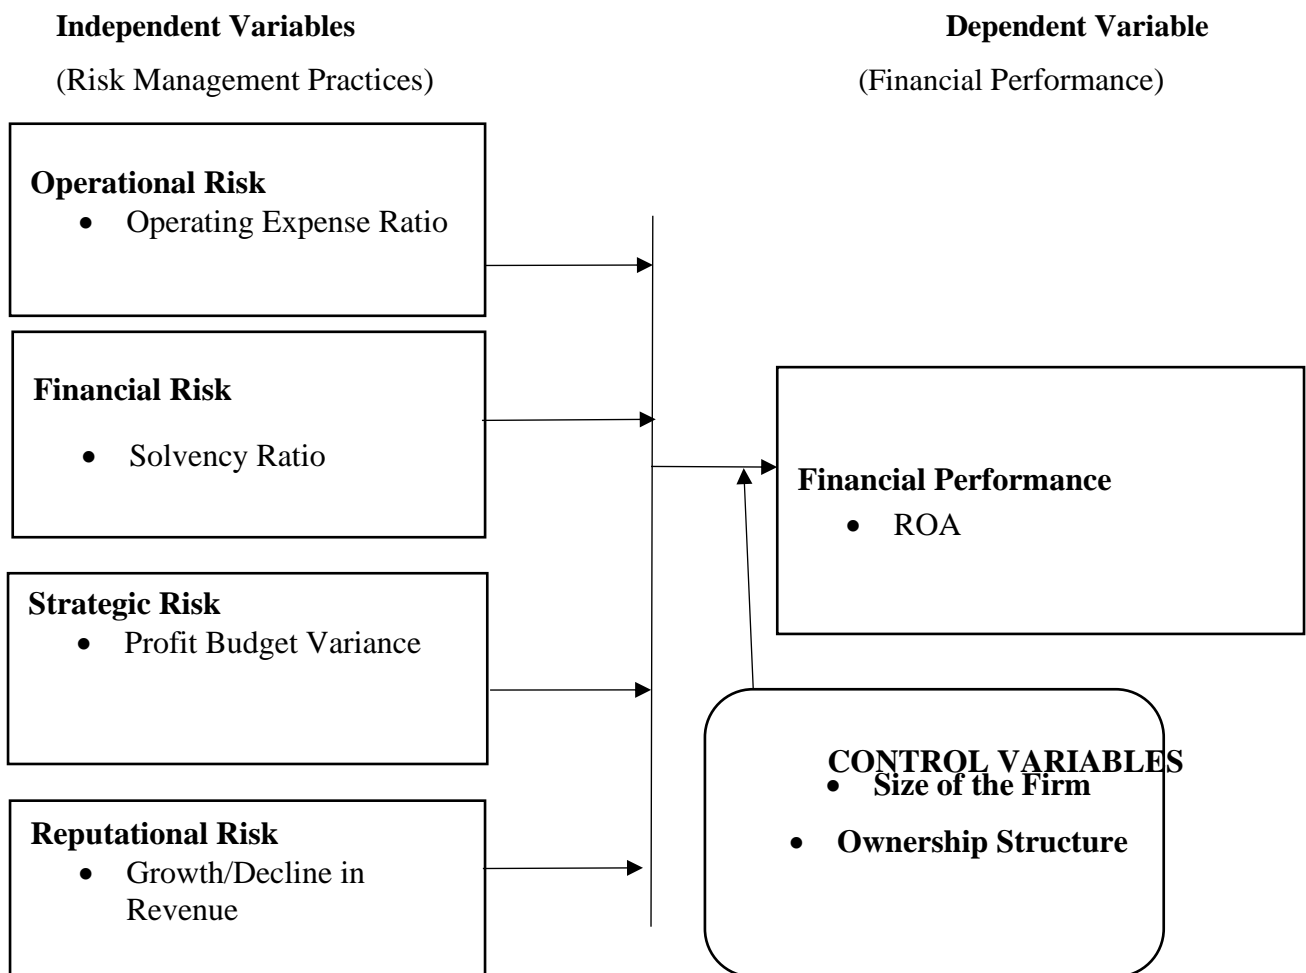 Independent Variables
Dependent Variable
(Risk Management Practices)
(Financial Performance)
Operational Risk
• Operating Expense Ratio
Financial Risk
• Solvency Ratio
Financial Performance
• ROA
Strategic Risk
• Profit Budget Variance
CONTROL VARIABLES
• Size of the Firm
• Ownership Structure
Reputational Risk
• Growth/Decline in
Revenue